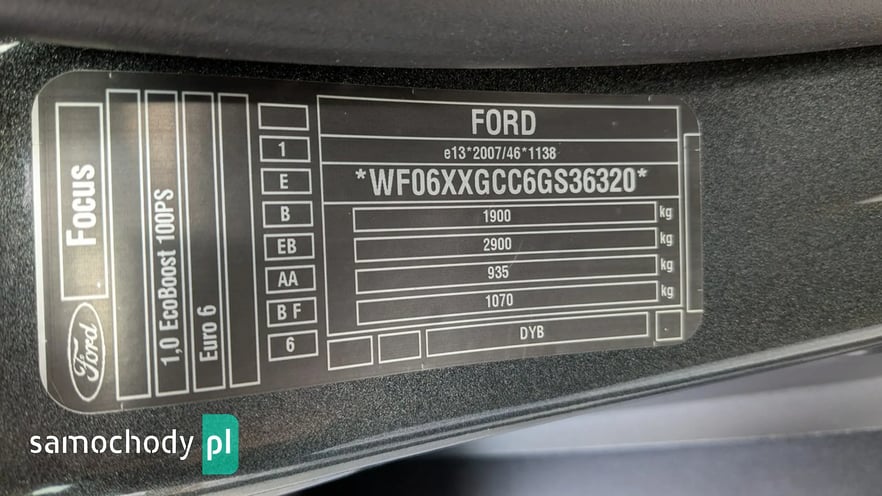 Focus
Ford
1,0 EcoBoost 100PS
Euro 6
1
E
B
EB
AA
B F
6
FORD
e13*2007/46*1138
*WF06XXGCC6GS36320*
1900 kg
2900 kg
935 kg
1070 kg
DYB
samochody pl